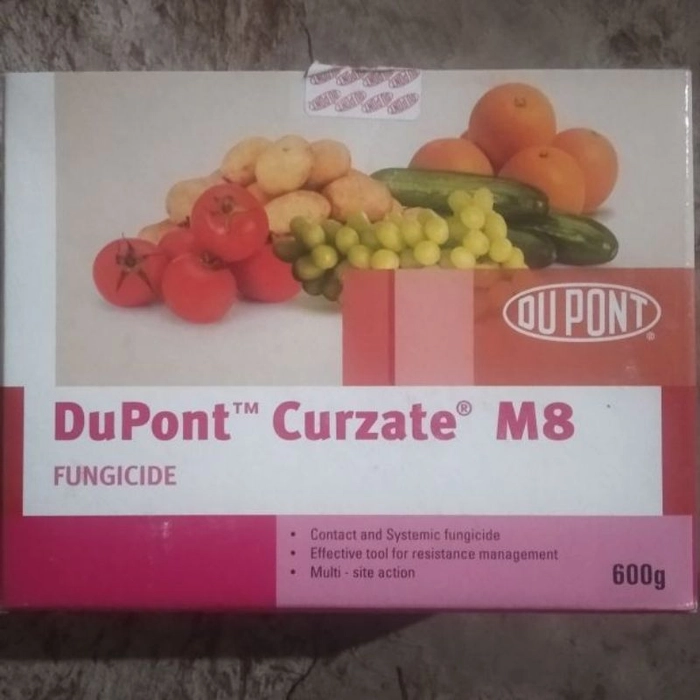 DU PONT®
DuPont™ Curzate® M8
FUNGICIDE
• Contact and Systemic fungicide
• Effective tool for resistance management
• Multi - site action
600g